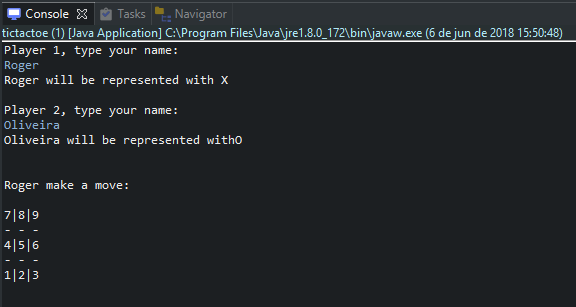 Console Tasks Navigator
tictactoe (1) [Java Application] C:\Program Files\Java\jre1.8.0_172\bin\javaw.exe (6 de jun de 2018 15:50:48)
Player 1, type your name:
Roger
Roger will be represented with X
Player 2, type your name:
Oliveira
Oliveira will be represented withO
Roger make a move:
7|8|9
- - -
4|5|6
- - -
1|2|3